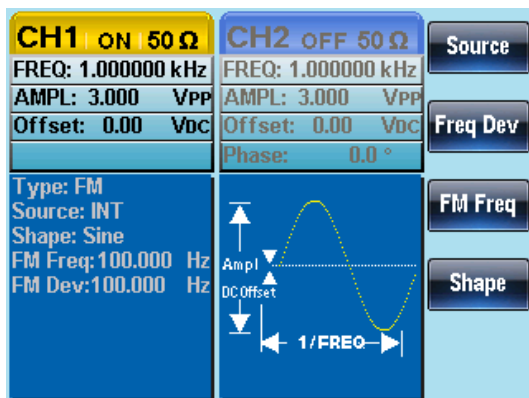 CH1 ON 50 Ω
FREQ: 1.000000 kHz
AMPL: 3.000 VPP
Offset: 0.00 VDC
CH2 OFF 50 Ω
FREQ: 1.000000 kHz
AMPL: 3.000 VPP
Offset: 0.00 VDC
Phase: 0.0 °
Type: FM
Source: INT
Shape: Sine
FM Freq:100.000 Hz
FM Dev:100.000 Hz
Ampl
DC Offset
1/FREQ
Source
Freq Dev
FM Freq
Shape